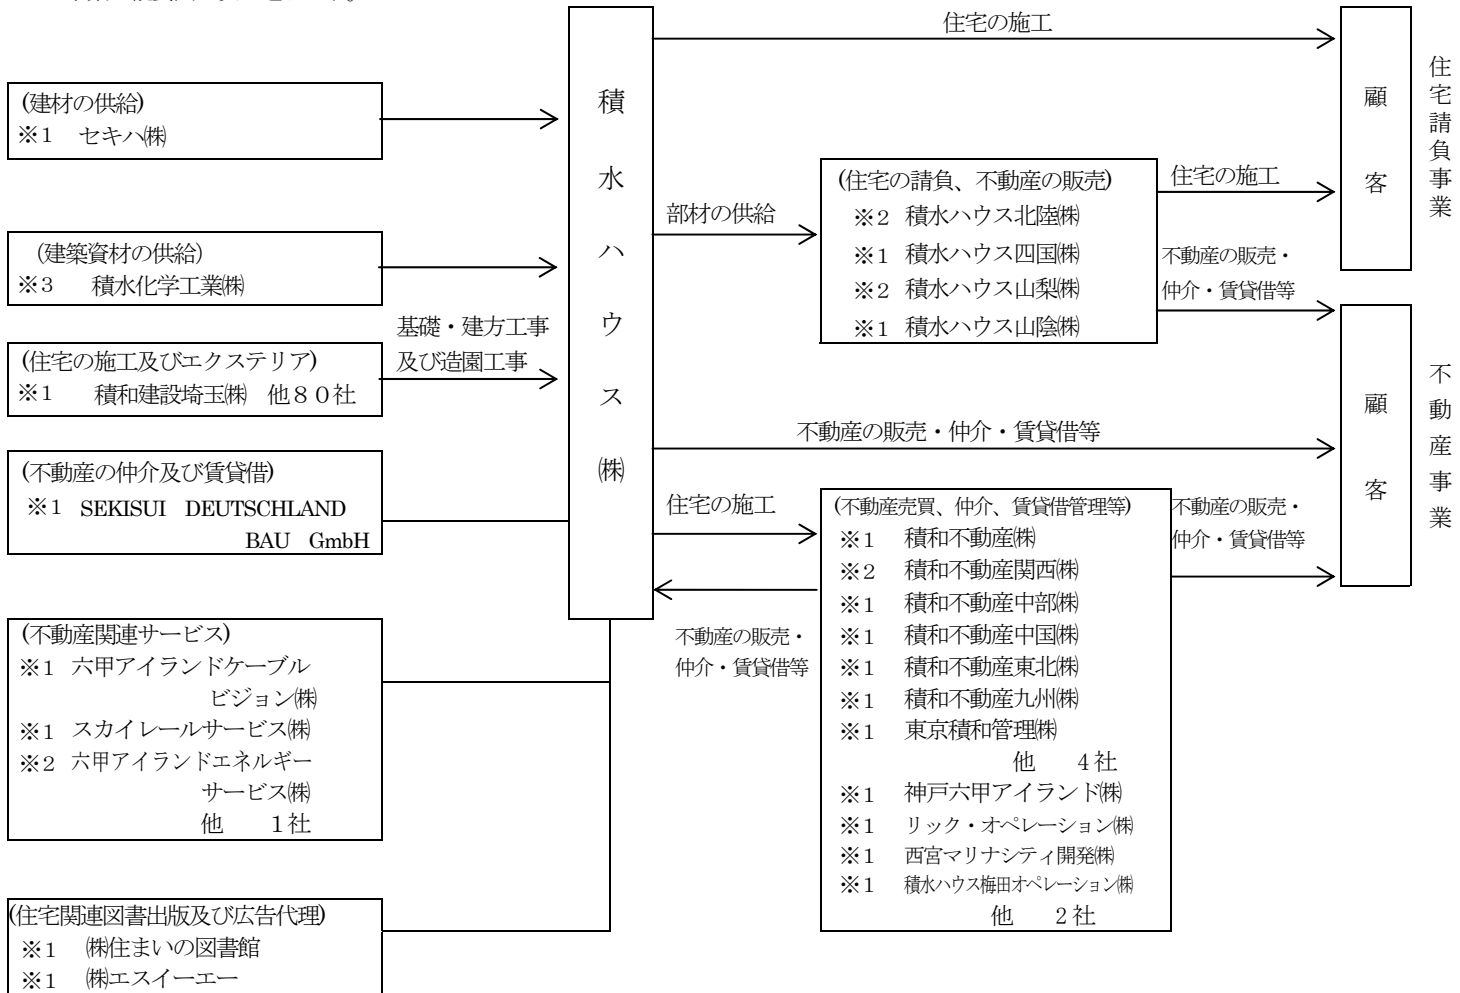 (建材の供給)
※1 セキハ㈱
(建築資材の供給)
※3 積水化学工業㈱
(住宅の施工及びエクステリア)
※1 積和建設埼玉㈱ 他80社
(不動産の仲介及び賃貸借)
※1 SEKISUI DEUTSCHLAND
BAU GmbH
(不動産関連サービス)
※1 六甲アイランドケーブル
ビジョン㈱
※1 スカイレールサービス㈱
※2 六甲アイランドエネルギー
サービス㈱
他 1社
(住宅関連図書出版及び広告代理)
※1 ㈱住まいの図書館
※1 ㈱エスイーエー
基礎・建方工事
及び造園工事
積水ハウス㈱
住宅の施工
部材の供給
(住宅の請負、不動産の販売)
※2 積水ハウス北陸㈱
※1 積水ハウス四国㈱
※2 積水ハウス山梨㈱
※1 積水ハウス山陰㈱
住宅の施工
不動産の販売・
仲介・賃貸借等
不動産の販売・仲介・賃貸借等
住宅の施工
不動産の販売・
仲介・賃貸借等
(不動産売買、仲介、賃貸借管理等)
※1 積和不動産㈱
※2 積和不動産関西㈱
※1 積和不動産中部㈱
※1 積和不動産中国㈱
※1 積和不動産東北㈱
※1 積和不動産九州㈱
※1 東京積和管理㈱
他 4社
※1 神戸六甲アイランド㈱
※1 リック・オペレーション㈱
※1 西宮マリナシティ開発㈱
※1 積水ハウス梅田オペレーション㈱
他 2社
不動産の販売・
仲介・賃貸借等
顧客
住宅請負事業
顧客
不動産事業